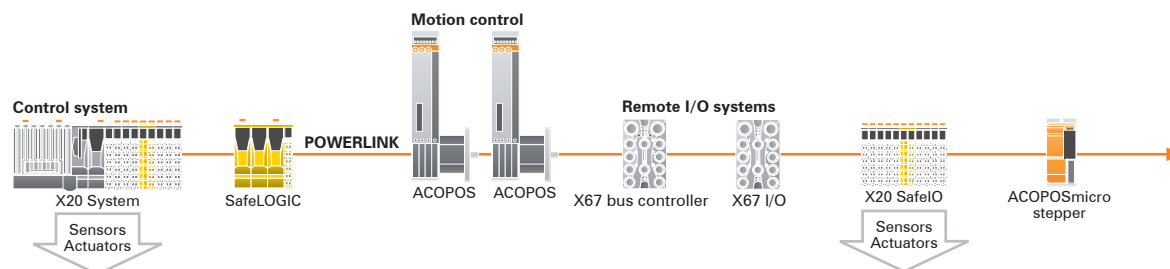 Motion control
Control system
Remote I/O systems
POWERLINK
X20 System
SafeLOGIC
ACOPOS
ACOPOS
X67 bus controller
X67 I/O
X20 SafeIO
ACOPOSmicro
stepper
Sensors
Actuators
Sensors
Actuators